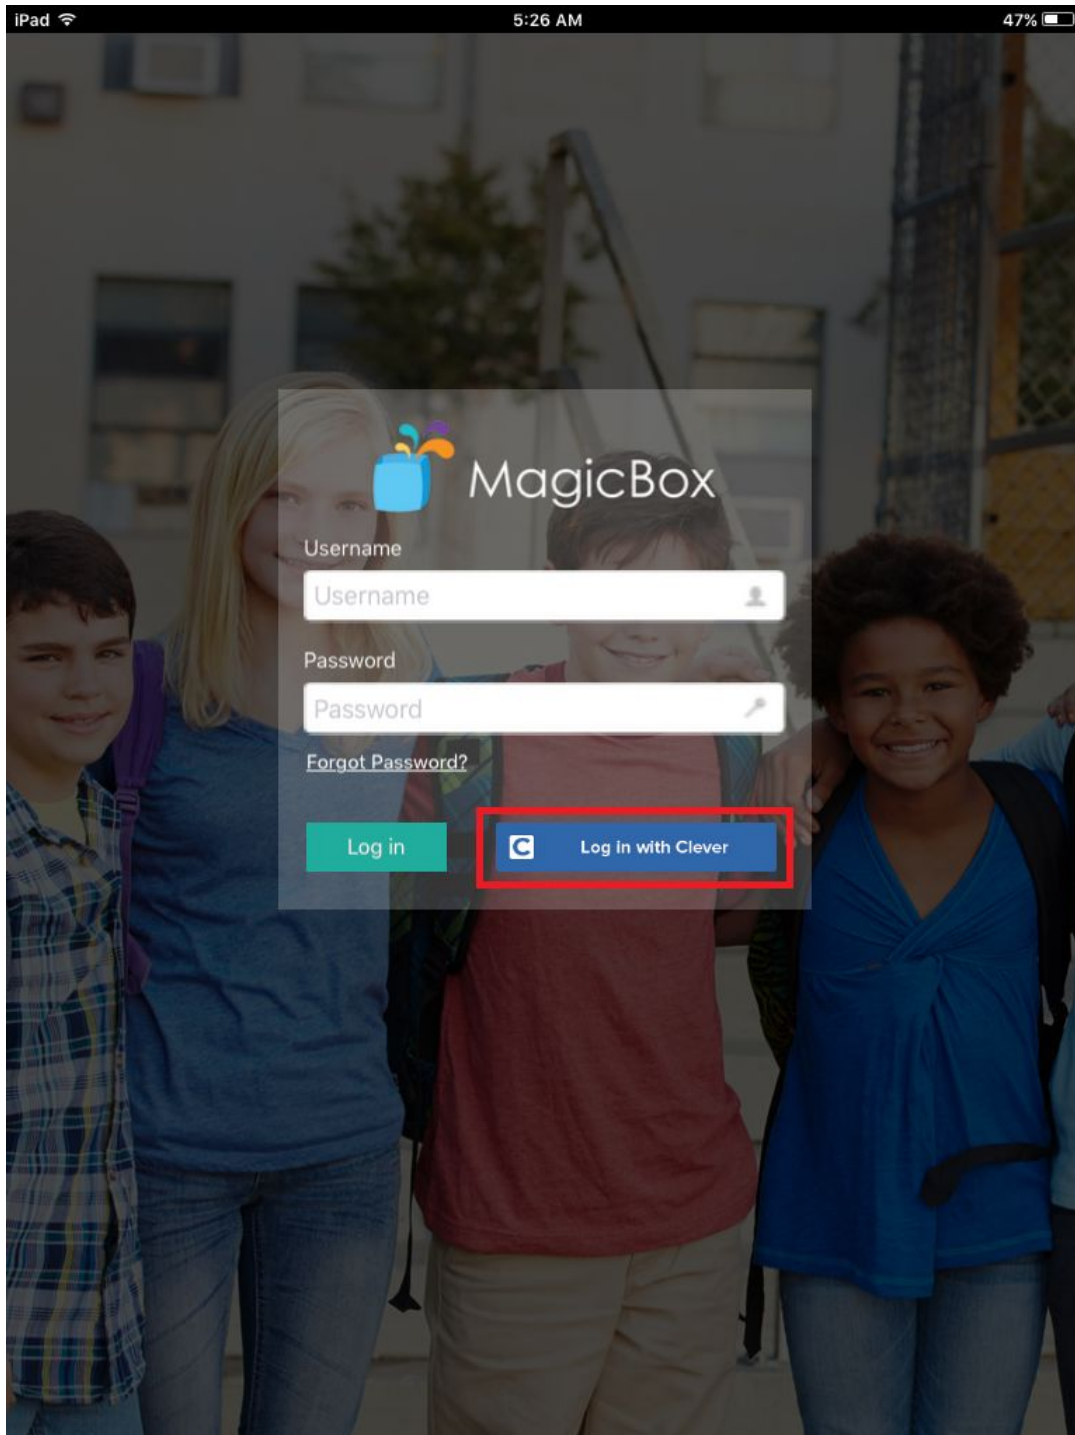 iPad 5:26 AM 47%
MagicBox
Username
Username
Password
Password
Forgot Password?
Log in
C Log in with Clever